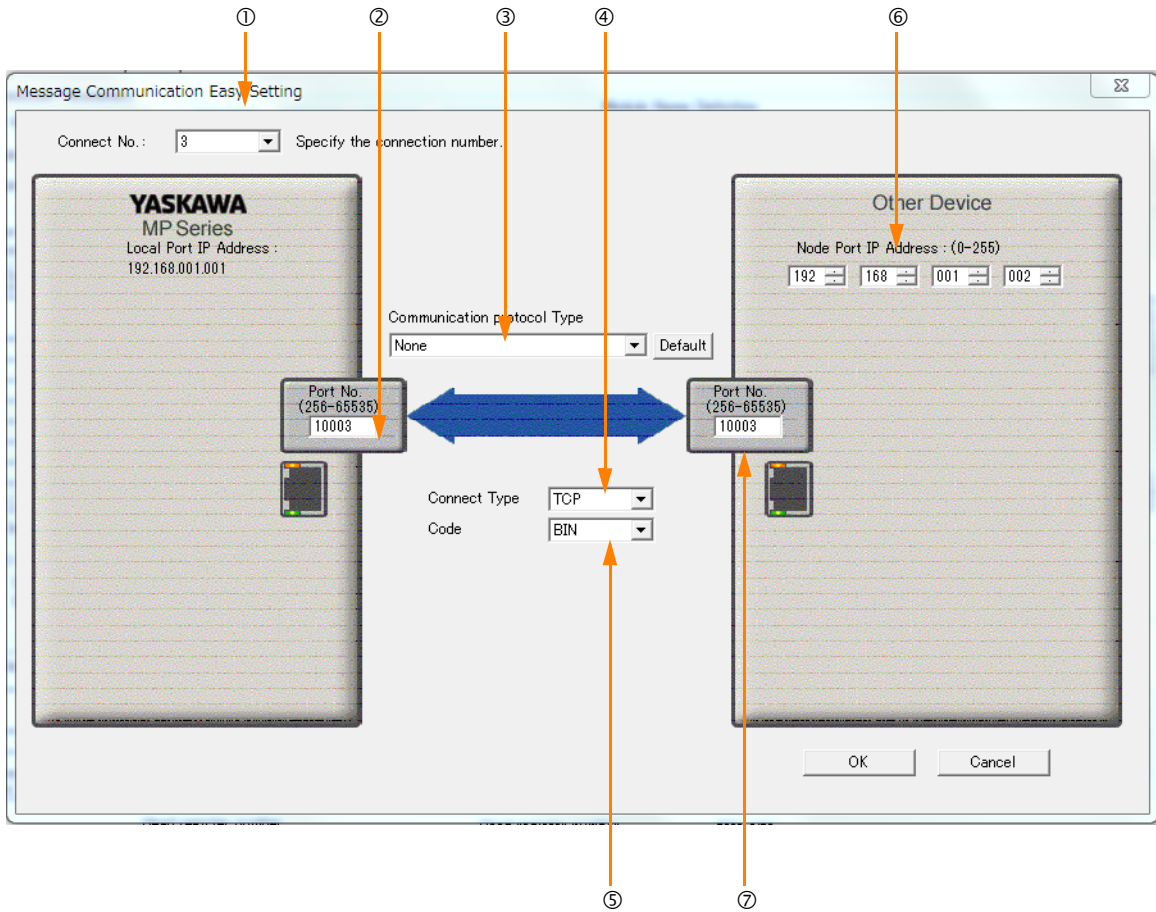 ① ② ③ ④ ⑥
Message Communication Easy Setting
Connect No.: 3 Specify the connection number.
YASKAWA
MP Series
Local Port IP Address :
192.168.001.001
Other Device
Node Port IP Address : (0-255)
192 168 001 002
Communication protocol Type
None Default
Port No.
(256-65535)
10003
Port No.
(256-65535)
10003
Connect Type TCP
Code BIN
OK Cancel
⑤ ⑦